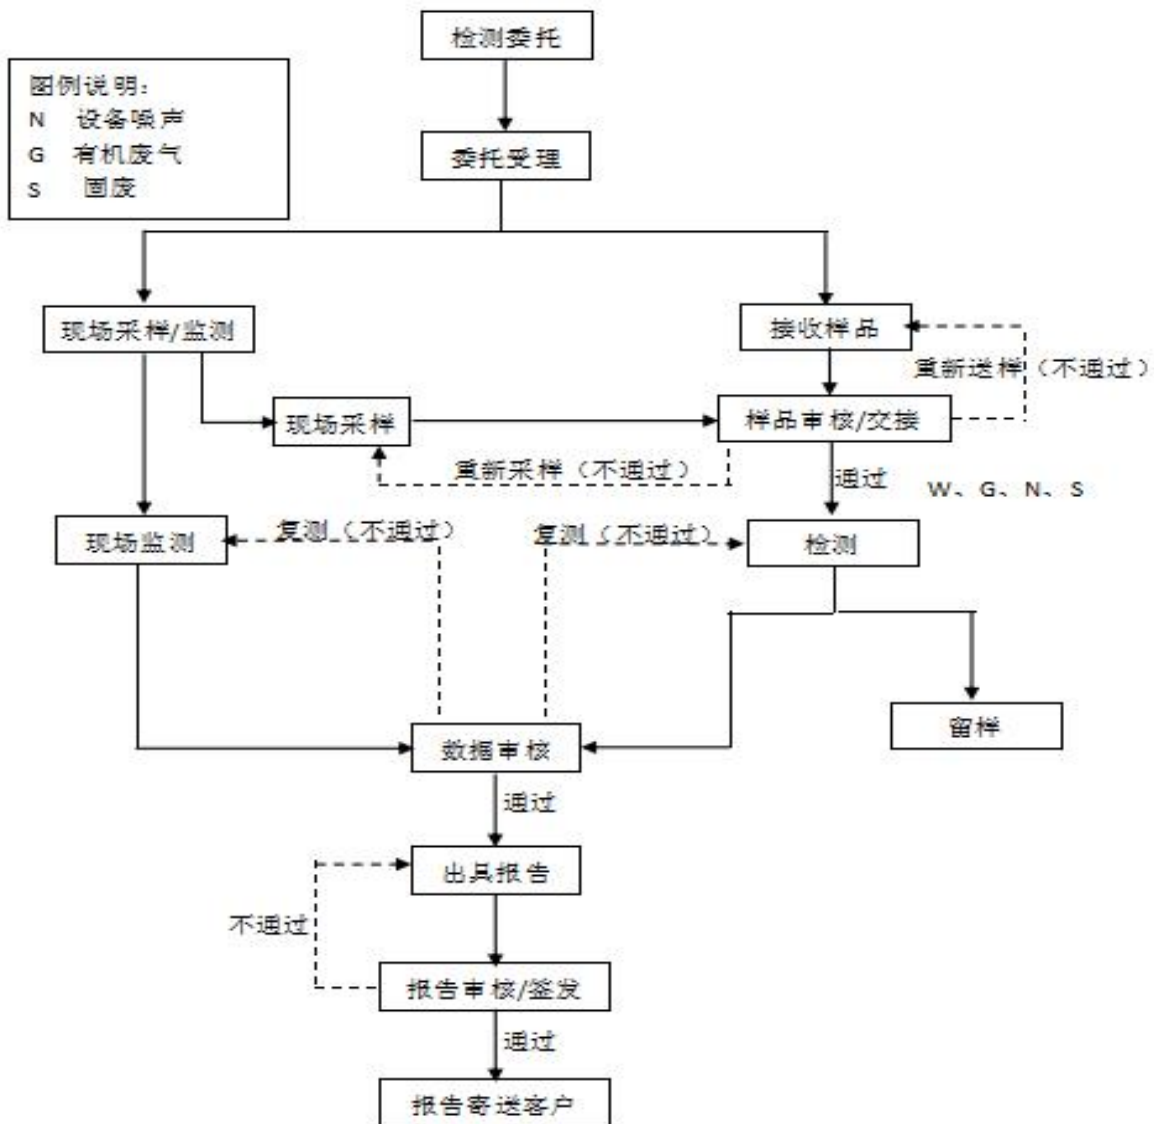 检测委托
图例说明：
N 设备噪声
G 有机废气
S 固废
委托受理
现场采样/监测
接收样品
重新送样（不通过）
现场采样
样品审核/交接
重新采样（不通过）
通过
W、G、N、S
现场监测
复测（不通过）
复测（不通过）
检测
留样
数据审核
通过
出具报告
不通过
报告审核/签发
通过
报告寄送客户